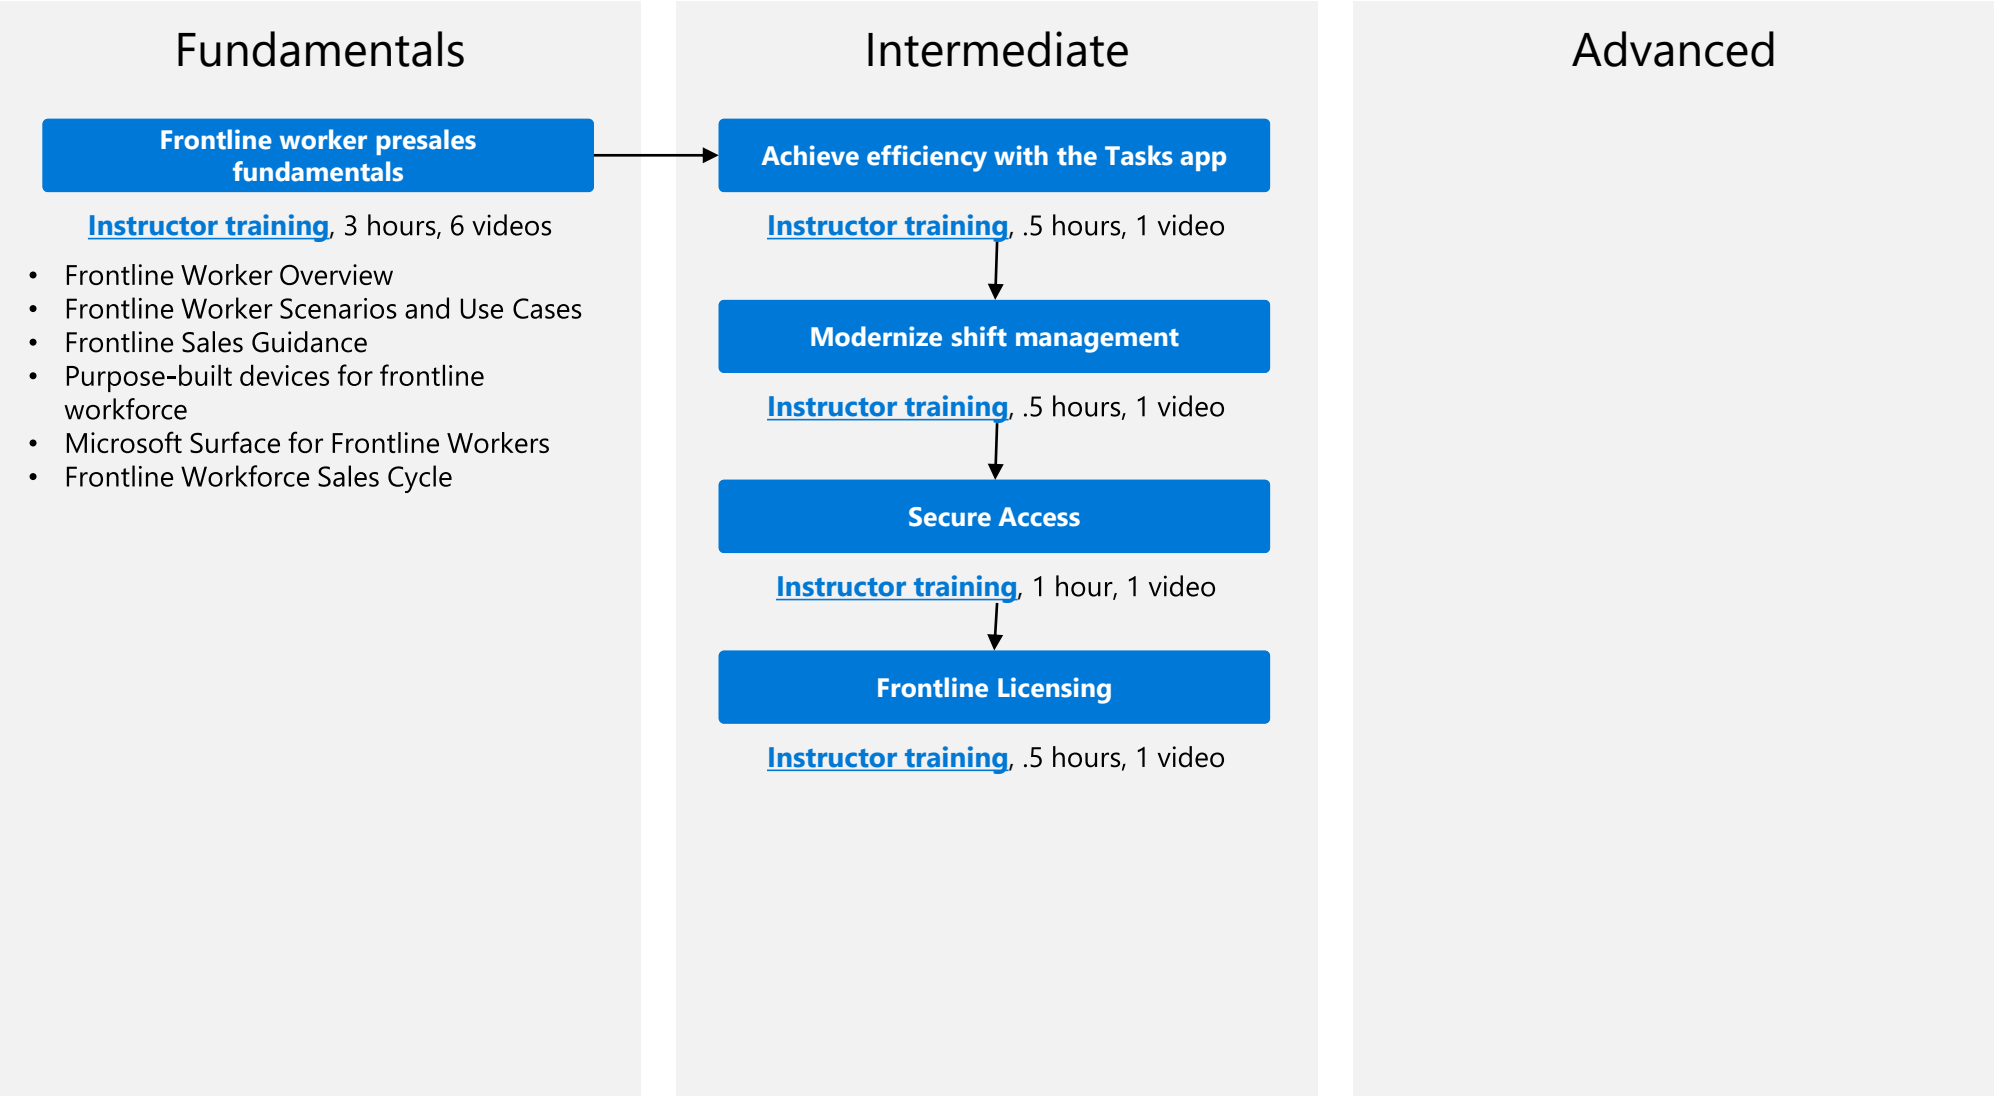 Fundamentals
Frontline worker presales
fundamentals
Instructor training, 3 hours, 6 videos
• Frontline Worker Overview
• Frontline Worker Scenarios and Use Cases
• Frontline Sales Guidance
• Purpose-built devices for frontline
workforce
• Microsoft Surface for Frontline Workers
• Frontline Workforce Sales Cycle
Intermediate
Achieve efficiency with the Tasks app
Instructor training, .5 hours, 1 video
Modernize shift management
Instructor training, .5 hours, 1 video
Secure Access
Instructor training, 1 hour, 1 video
Frontline Licensing
Instructor training, .5 hours, 1 video
Advanced